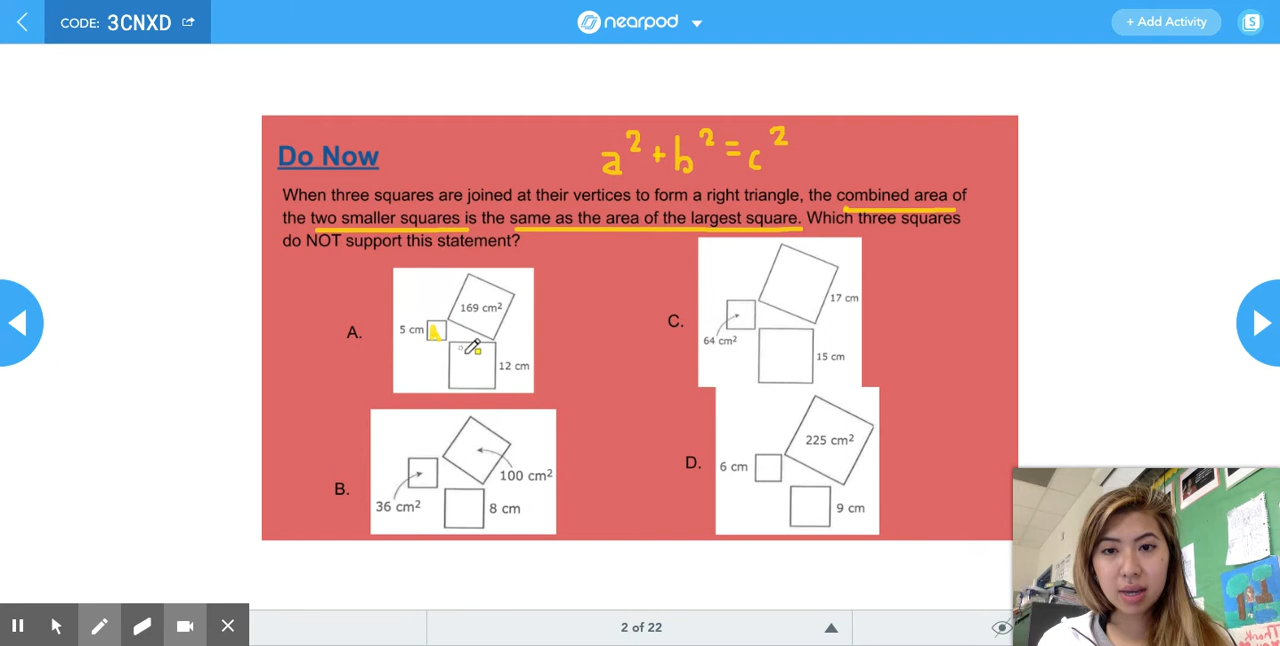 CODE: 3CNXD
nearpod
+ Add Activity
S
a² + b² = c²
Do Now
When three squares are joined at their vertices to form a right triangle, the combined area of
the two smaller squares is the same as the area of the largest square. Which three squares
do NOT support this statement?
A.
169 cm²
5 cm
12 cm
C.
17 cm
64 cm²
15 cm
B.
100 cm²
36 cm²
8 cm
D.
225 cm²
6 cm
9 cm
2 of 22
Thank